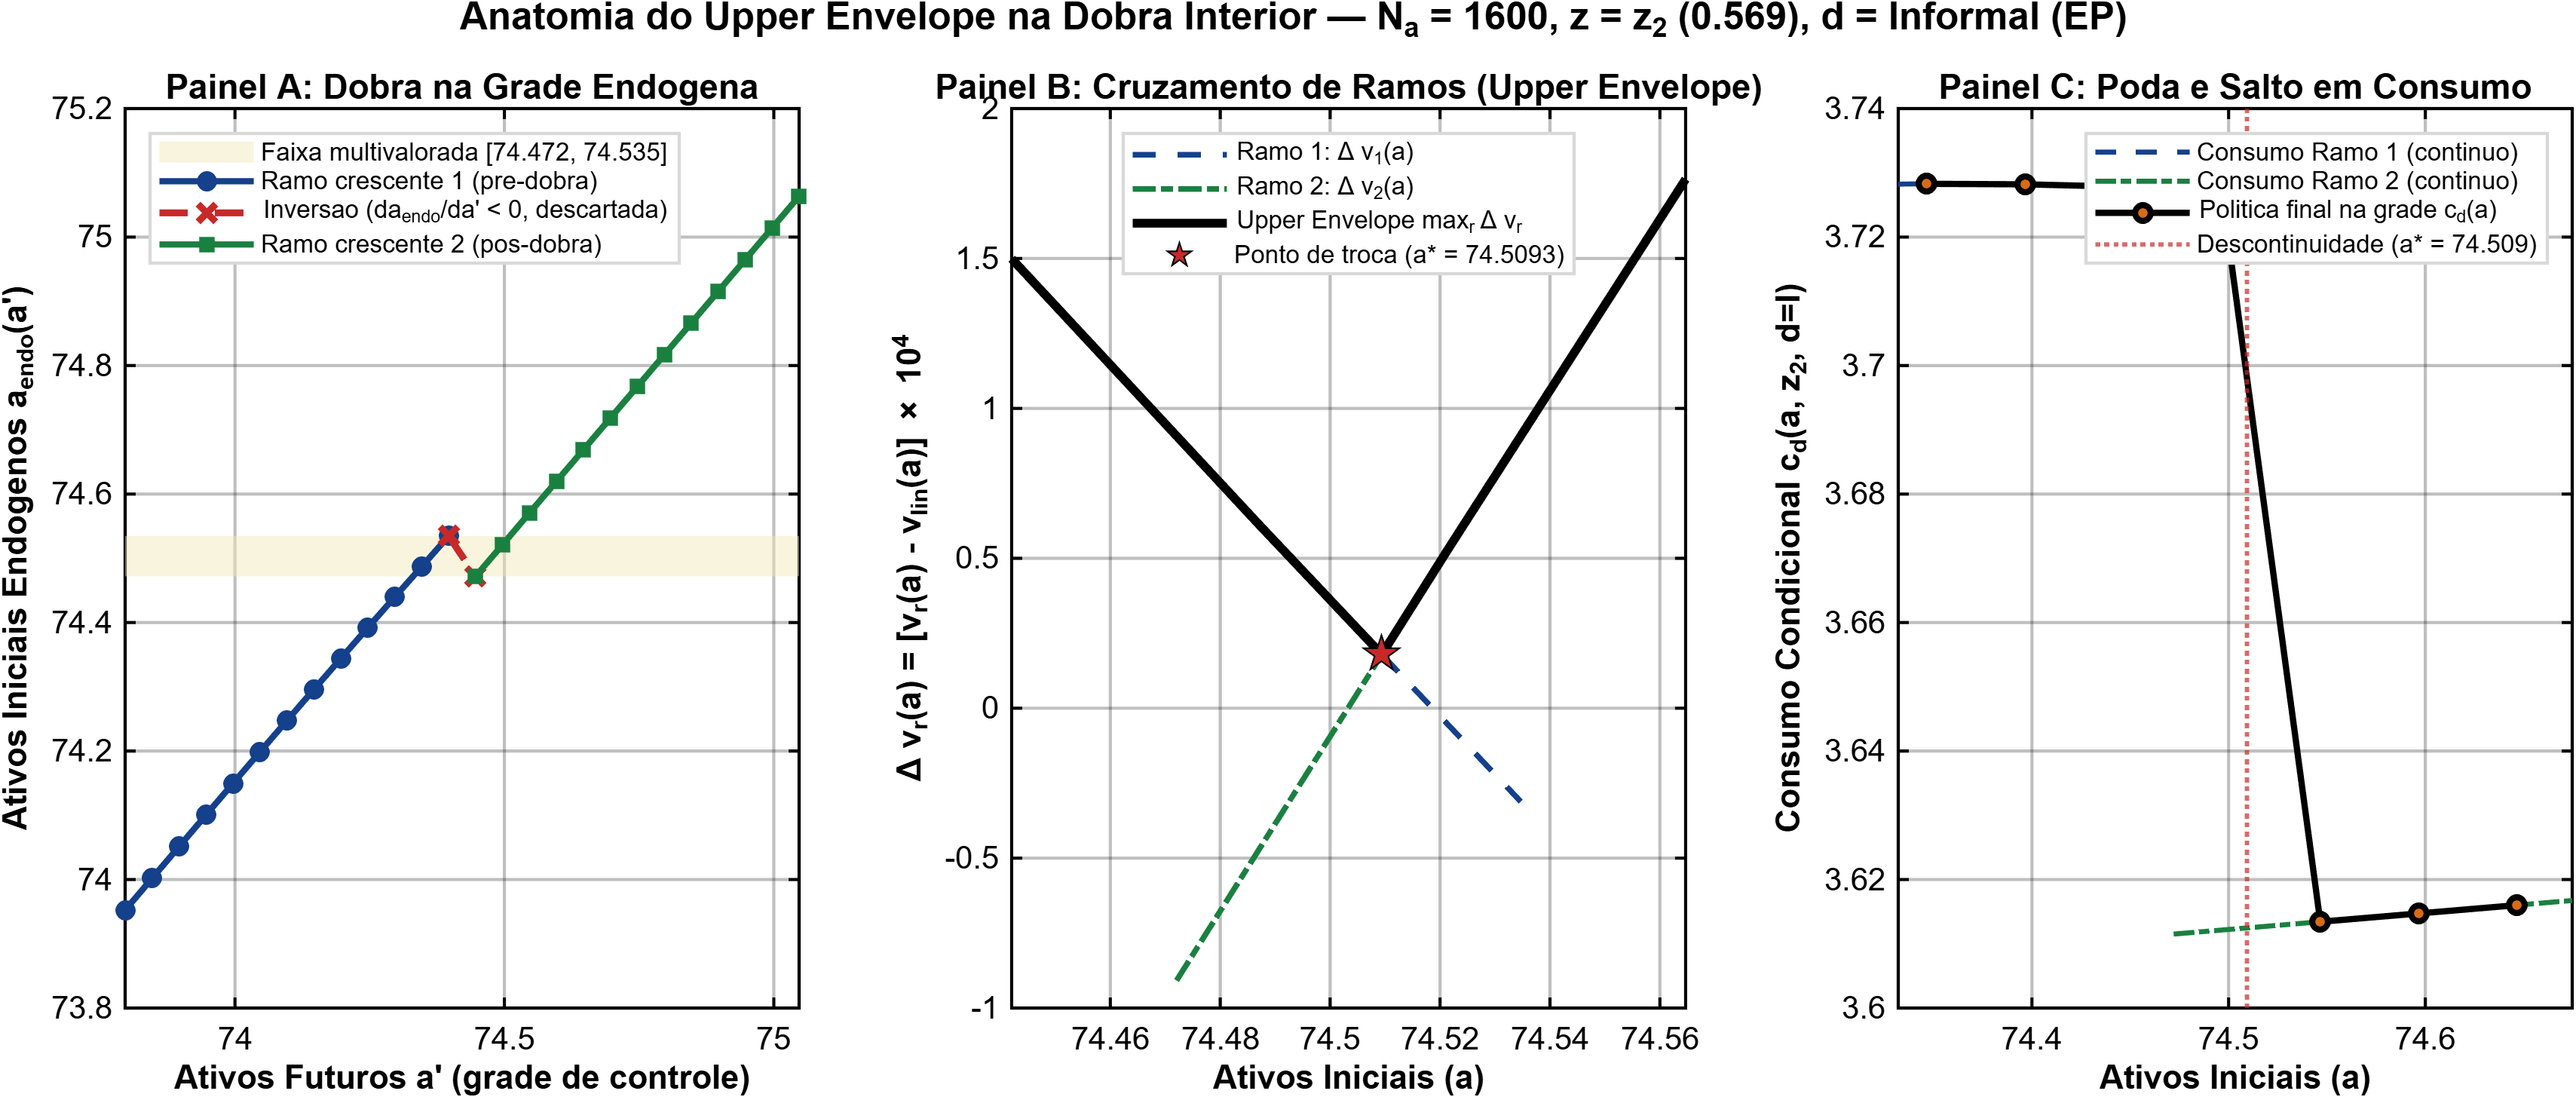 Anatomia do Upper Envelope na Dobra Interior — Na = 1600, z = z2 (0.569), d = Informal (EP)
Painel A: Dobra na Grade Endogena
75.2
75
74.8
74.6
74.4
74.2
74
73.8
Ativos Iniciais Endogenos aendo(a')
Faixa multivalorada [74.472, 74.535]
Ramo crescente 1 (pre-dobra)
Inversao (daendo/da' < 0, descartada)
Ramo crescente 2 (pos-dobra)
74
74.5
75
Ativos Futuros a' (grade de controle)
Painel B: Cruzamento de Ramos (Upper Envelope)
2
1.5
1
0.5
0
-0.5
-1
Δ vr(a) = [vr(a) - vlin(a)] × 10⁴
Ramo 1: Δ v1(a)
Ramo 2: Δ v2(a)
Upper Envelope maxr Δ vr
Ponto de troca (a* = 74.5093)
74.46
74.48
74.5
74.52
74.54
74.56
Ativos Iniciais (a)
Painel C: Poda e Salto em Consumo
3.74
3.72
3.7
3.68
3.66
3.64
3.62
3.6
Consumo Condicional cd(a, z2, d=I)
Consumo Ramo 1 (continuo)
Consumo Ramo 2 (continuo)
Politica final na grade cd(a)
Descontinuidade (a* = 74.509)
74.4
74.5
74.6
Ativos Iniciais (a)